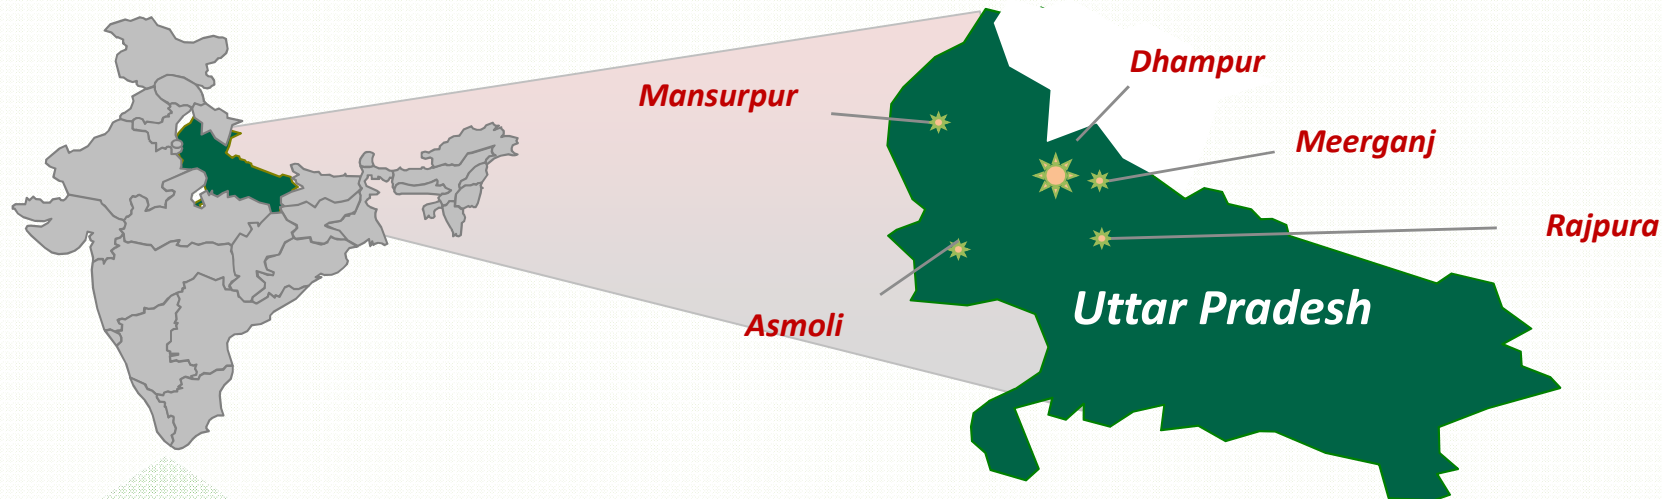 Dhampur
Mansurpur
Meerganj
Rajpura
Uttar Pradesh
Asmoli